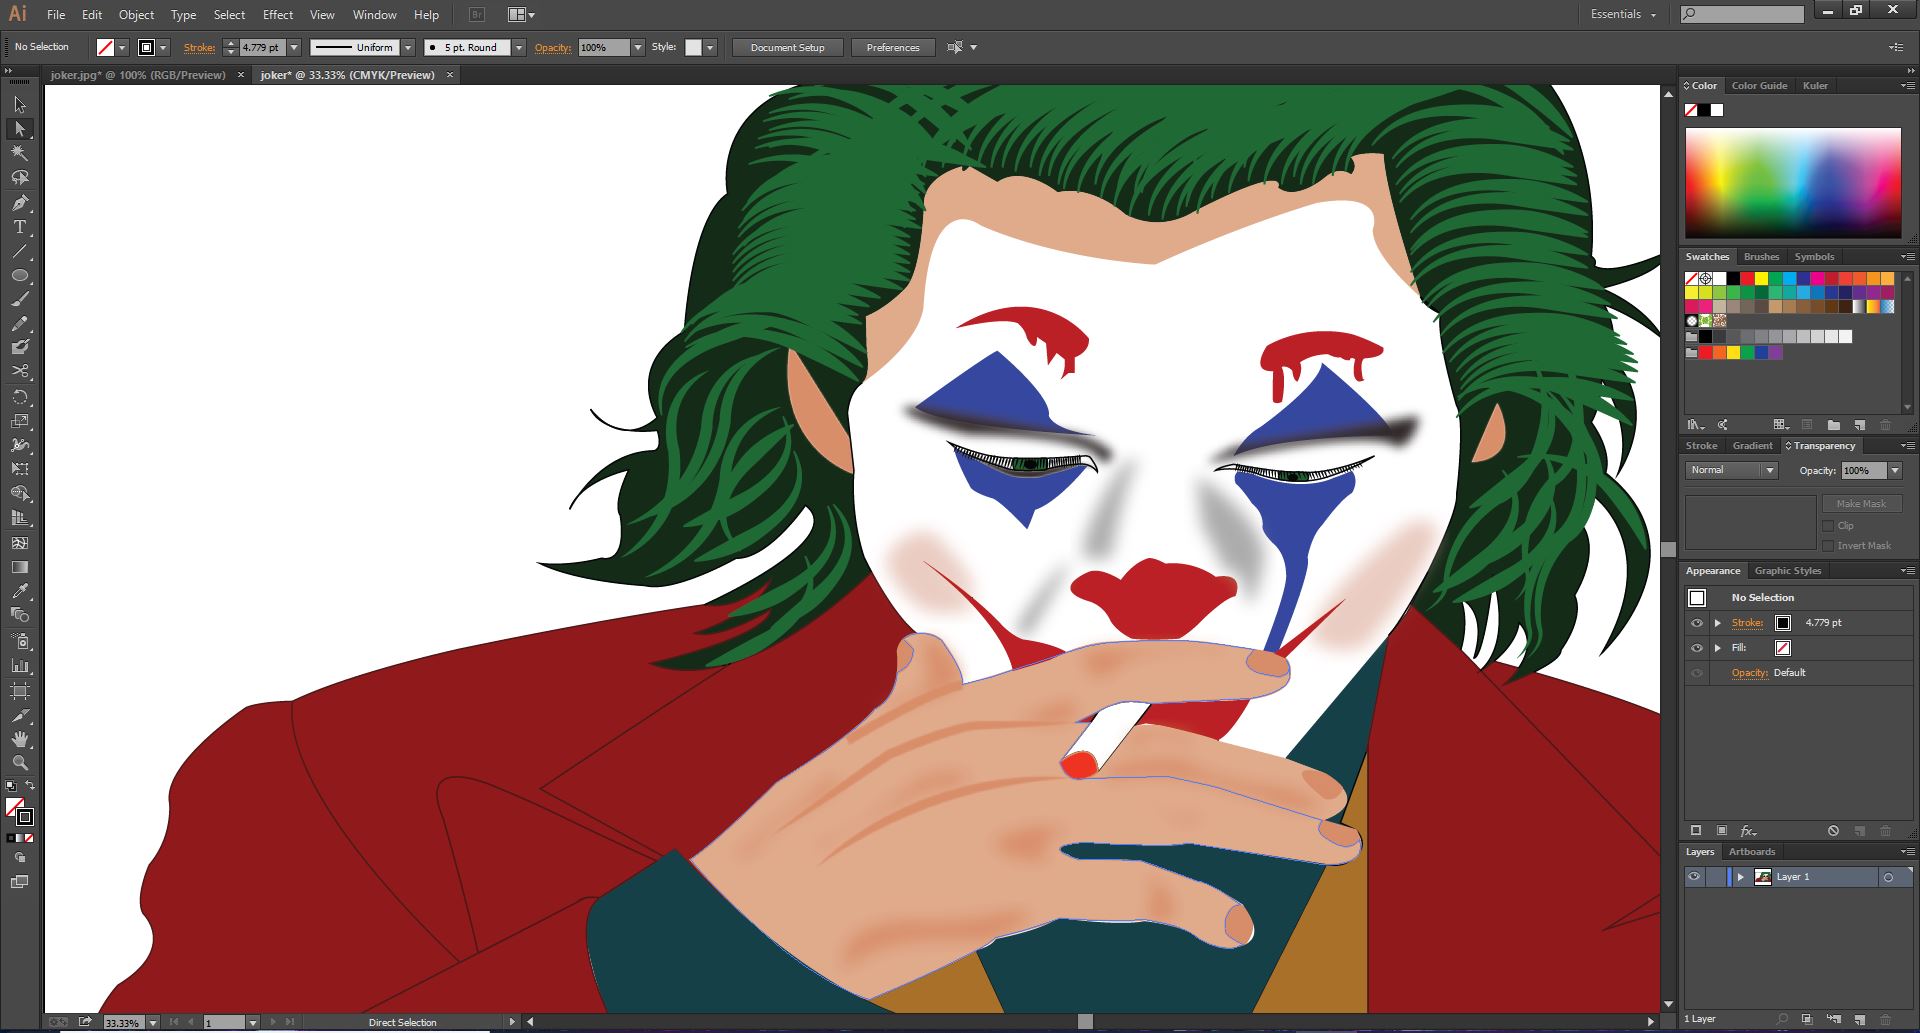 Ai File Edit Object Type Select Effect View Window Help Br Essentials
No Selection Stroke: 4.779 pt Uniform 5 pt. Round Opacity: 100% Style: Document Setup Preferences
joker.jpg* @ 100% (RGB/Preview) × joker* @ 33.33% (CMYK/Preview) ×
Color Color Guide Kuler
Swatches Brushes Symbols
Stroke Gradient Transparency
Normal Opacity: 100%
Make Mask
Clip
Invert Mask
Appearance Graphic Styles
No Selection
Stroke: 4.779 pt
Fill:
Opacity: Default
fx
Layers Artboards
Layer 1
1 Layer
33.33% 1 Direct Selection